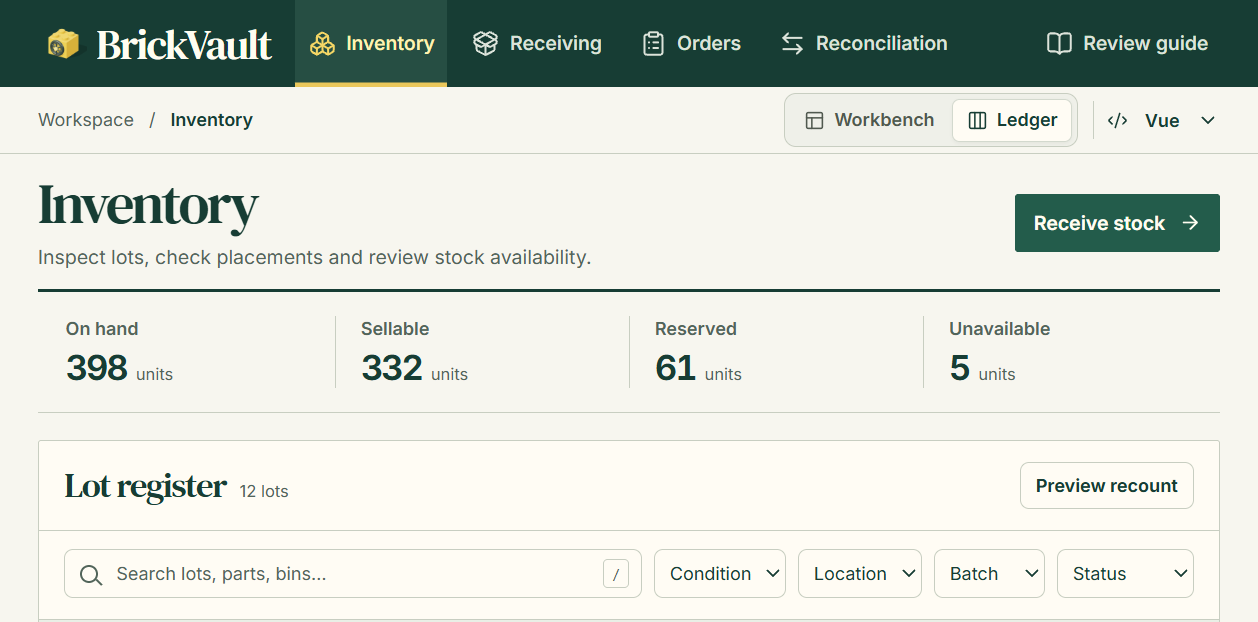 BrickVault Inventory Receiving Orders Reconciliation Review guide
Workspace / Inventory Workbench Ledger </> Vue
Inventory
Receive stock →
Inspect lots, check placements and review stock availability.
On hand Sellable Reserved Unavailable
398 units 332 units 61 units 5 units
Lot register 12 lots Preview recount
Search lots, parts, bins... / Condition Location Batch Status